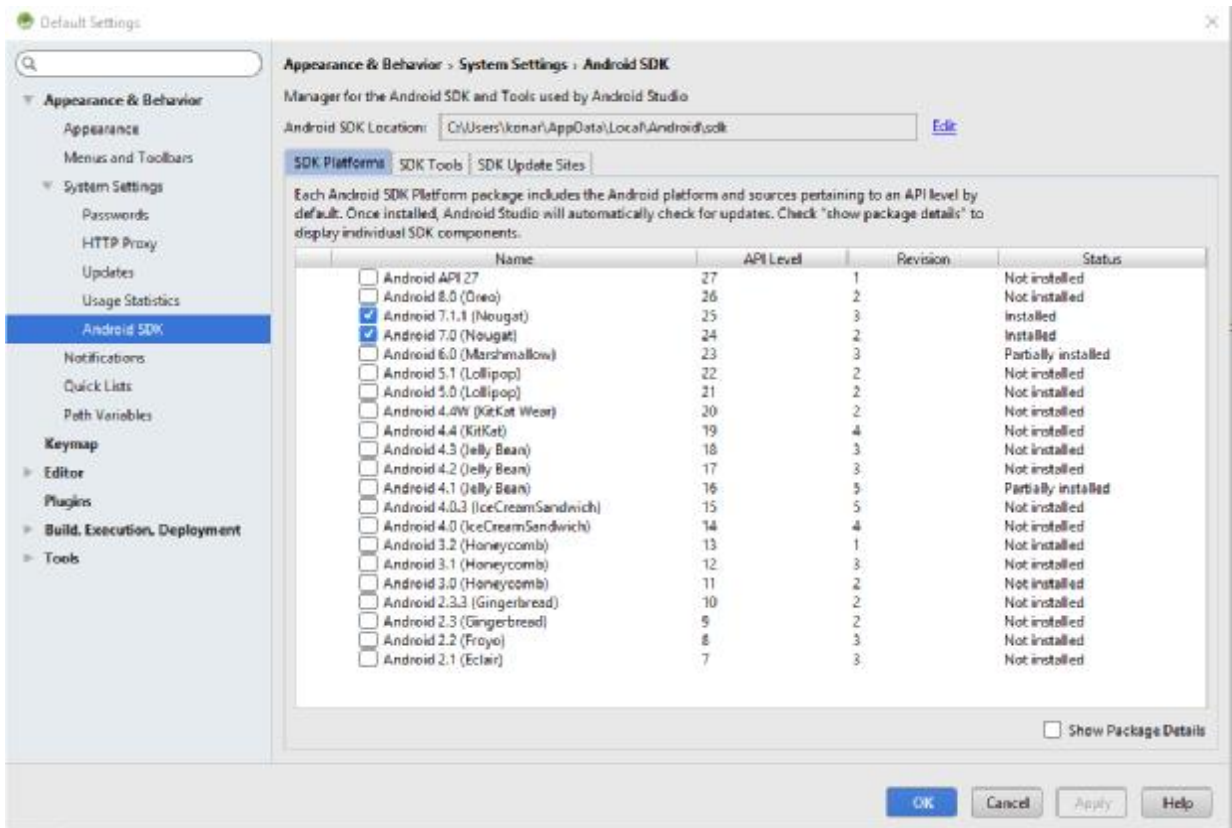 Default Settings
Appearance & Behavior › System Settings › Android SDK
Manager for the Android SDK and Tools used by Android Studio
Android SDK Location: C:\Users\konar\AppData\Local\Android\sdk Edit
Appearance & Behavior
Appearance
Menus and Toolbars
System Settings
Passwords
HTTP Proxy
Updates
Usage Statistics
Android SDK
Notifications
Quick Lists
Path Variables
Keymap
Editor
Plugins
Build, Execution, Deployment
Tools
SDK Platforms SDK Tools SDK Update Sites
Each Android SDK Platform package includes the Android platform and sources pertaining to an API level by
default. Once installed, Android Studio will automatically check for updates. Check "show package details" to
display individual SDK components.
Name API Level Revision Status
Android API 27 27 1 Not installed
Android 8.0 (Oreo) 26 2 Not installed
Android 7.1.1 (Nougat) 25 3 Installed
Android 7.0 (Nougat) 24 2 Installed
Android 6.0 (Marshmallow) 23 3 Partially installed
Android 5.1 (Lollipop) 22 2 Not installed
Android 5.0 (Lollipop) 21 2 Not installed
Android 4.4W (KitKat Wear) 20 2 Not installed
Android 4.4 (KitKat) 19 4 Not installed
Android 4.3 (Jelly Bean) 18 3 Not installed
Android 4.2 (Jelly Bean) 17 3 Not installed
Android 4.1 (Jelly Bean) 16 5 Partially installed
Android 4.0.3 (IceCreamSandwich) 15 5 Not installed
Android 4.0 (IceCreamSandwich) 14 4 Not installed
Android 3.2 (Honeycomb) 13 1 Not installed
Android 3.1 (Honeycomb) 12 3 Not installed
Android 3.0 (Honeycomb) 11 2 Not installed
Android 2.3.3 (Gingerbread) 10 2 Not installed
Android 2.3 (Gingerbread) 9 2 Not installed
Android 2.2 (Froyo) 8 3 Not installed
Android 2.1 (Eclair) 7 3 Not installed
Show Package Details
OK Cancel Apply Help